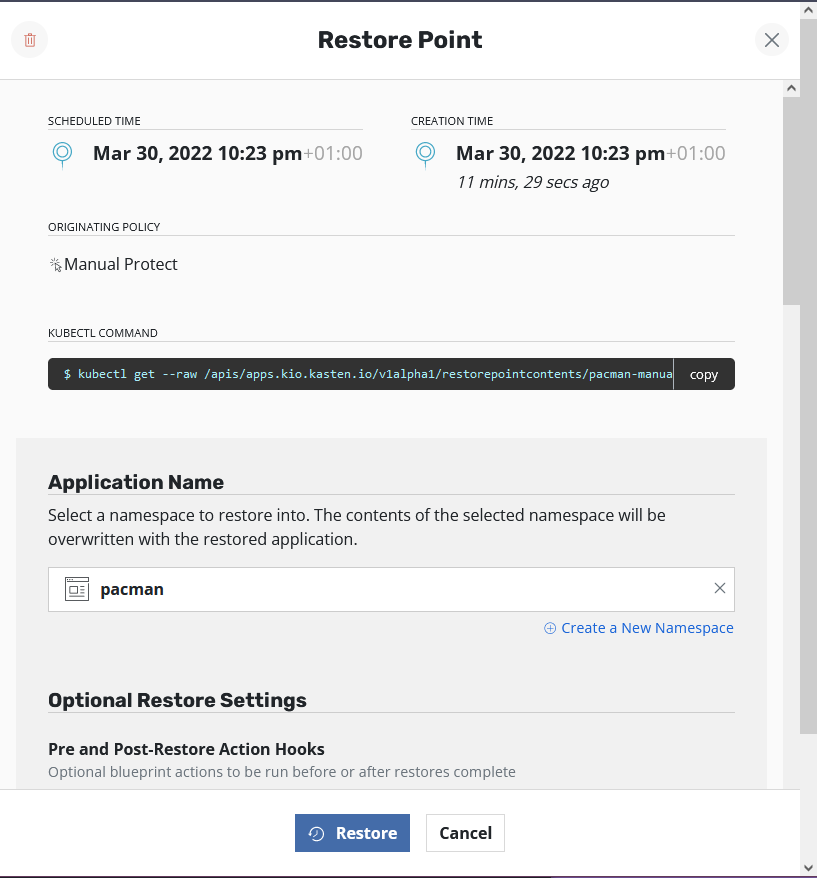 Restore Point
SCHEDULED TIME
Mar 30, 2022 10:23 pm+01:00
CREATION TIME
Mar 30, 2022 10:23 pm+01:00
11 mins, 29 secs ago
ORIGINATING POLICY
Manual Protect
KUBECTL COMMAND
$ kubectl get --raw /apis/apps.kio.kasten.io/v1alpha1/restorepointcontents/pacman-manua
copy
Application Name
Select a namespace to restore into. The contents of the selected namespace will be
overwritten with the restored application.
pacman
Create a New Namespace
Optional Restore Settings
Pre and Post-Restore Action Hooks
Optional blueprint actions to be run before or after restores complete
Restore
Cancel